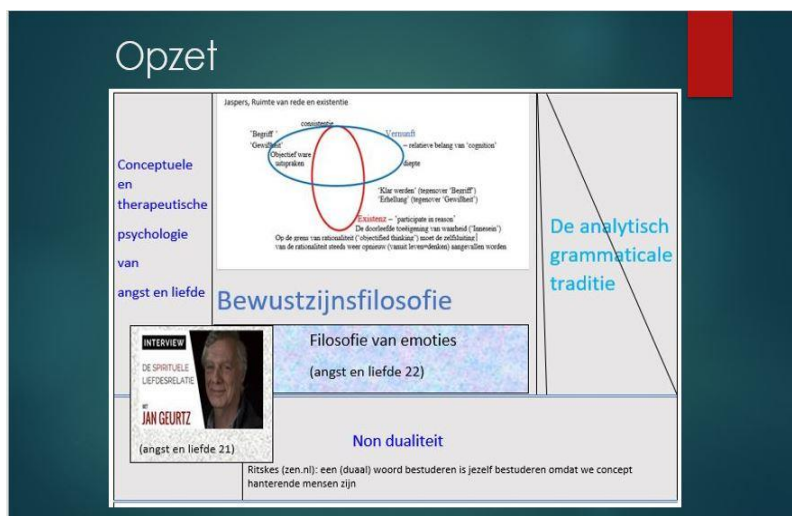 Opzet
Jaspers, Ruimte van rede en existentie
consistentie
'Begriff'
'Gewißheit'
Objectief ware
uitspraken
Vernunft
– relatieve belang van 'cognition'
diepte
'Klar werden' (tegenover 'Begriff')
'Erhellung' (tegenover 'Gewißheit')
Existenz – 'participate in reason'
De doorleefde toeëigening van waarheid ('Innesein')
Op de grens van rationaliteit ('objectified thinking') moet de zelfsluiting
van de rationaliteit steeds weer opnieuw (vanuit leven=denken) aangevallen worden
Conceptuele
en
therapeutische
psychologie
van
angst en liefde
De analytisch
grammaticale
traditie
Bewustzijnsfilosofie
INTERVIEW
DE SPIRITUELE
LIEFDESRELATIE
MET
JAN GEURTZ
(angst en liefde 21)
Filosofie van emoties
(angst en liefde 22)
Non dualiteit
Ritskes (zen.nl): een (duaal) woord bestuderen is jezelf bestuderen omdat we concept
hanterende mensen zijn